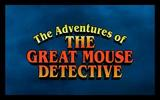 The Adventures of
THE
GREAT MOUSE
DETECTIVE